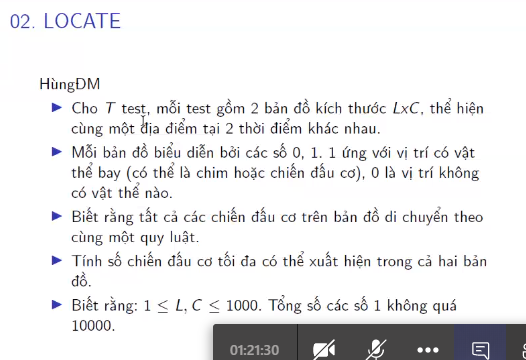 02. LOCATE
HùngĐM
Cho T test, mỗi test gồm 2 bản đồ kích thước LxC, thể hiện
cùng một địa điểm tại 2 thời điểm khác nhau.
Mỗi bản đồ biểu diễn bởi các số 0, 1. 1 ứng với vị trí có vật
thể bay (có thể là chim hoặc chiến đấu cơ), 0 là vị trí không
có vật thể nào.
Biết rằng tất cả các chiến đấu cơ trên bản đồ di chuyển theo
cùng một quy luật.
Tính số chiến đấu cơ tối đa có thể xuất hiện trong cả hai bản
đồ.
Biết rằng: 1 ≤ L, C ≤ 1000. Tổng số các số 1 không quá
10000.
01:21:30